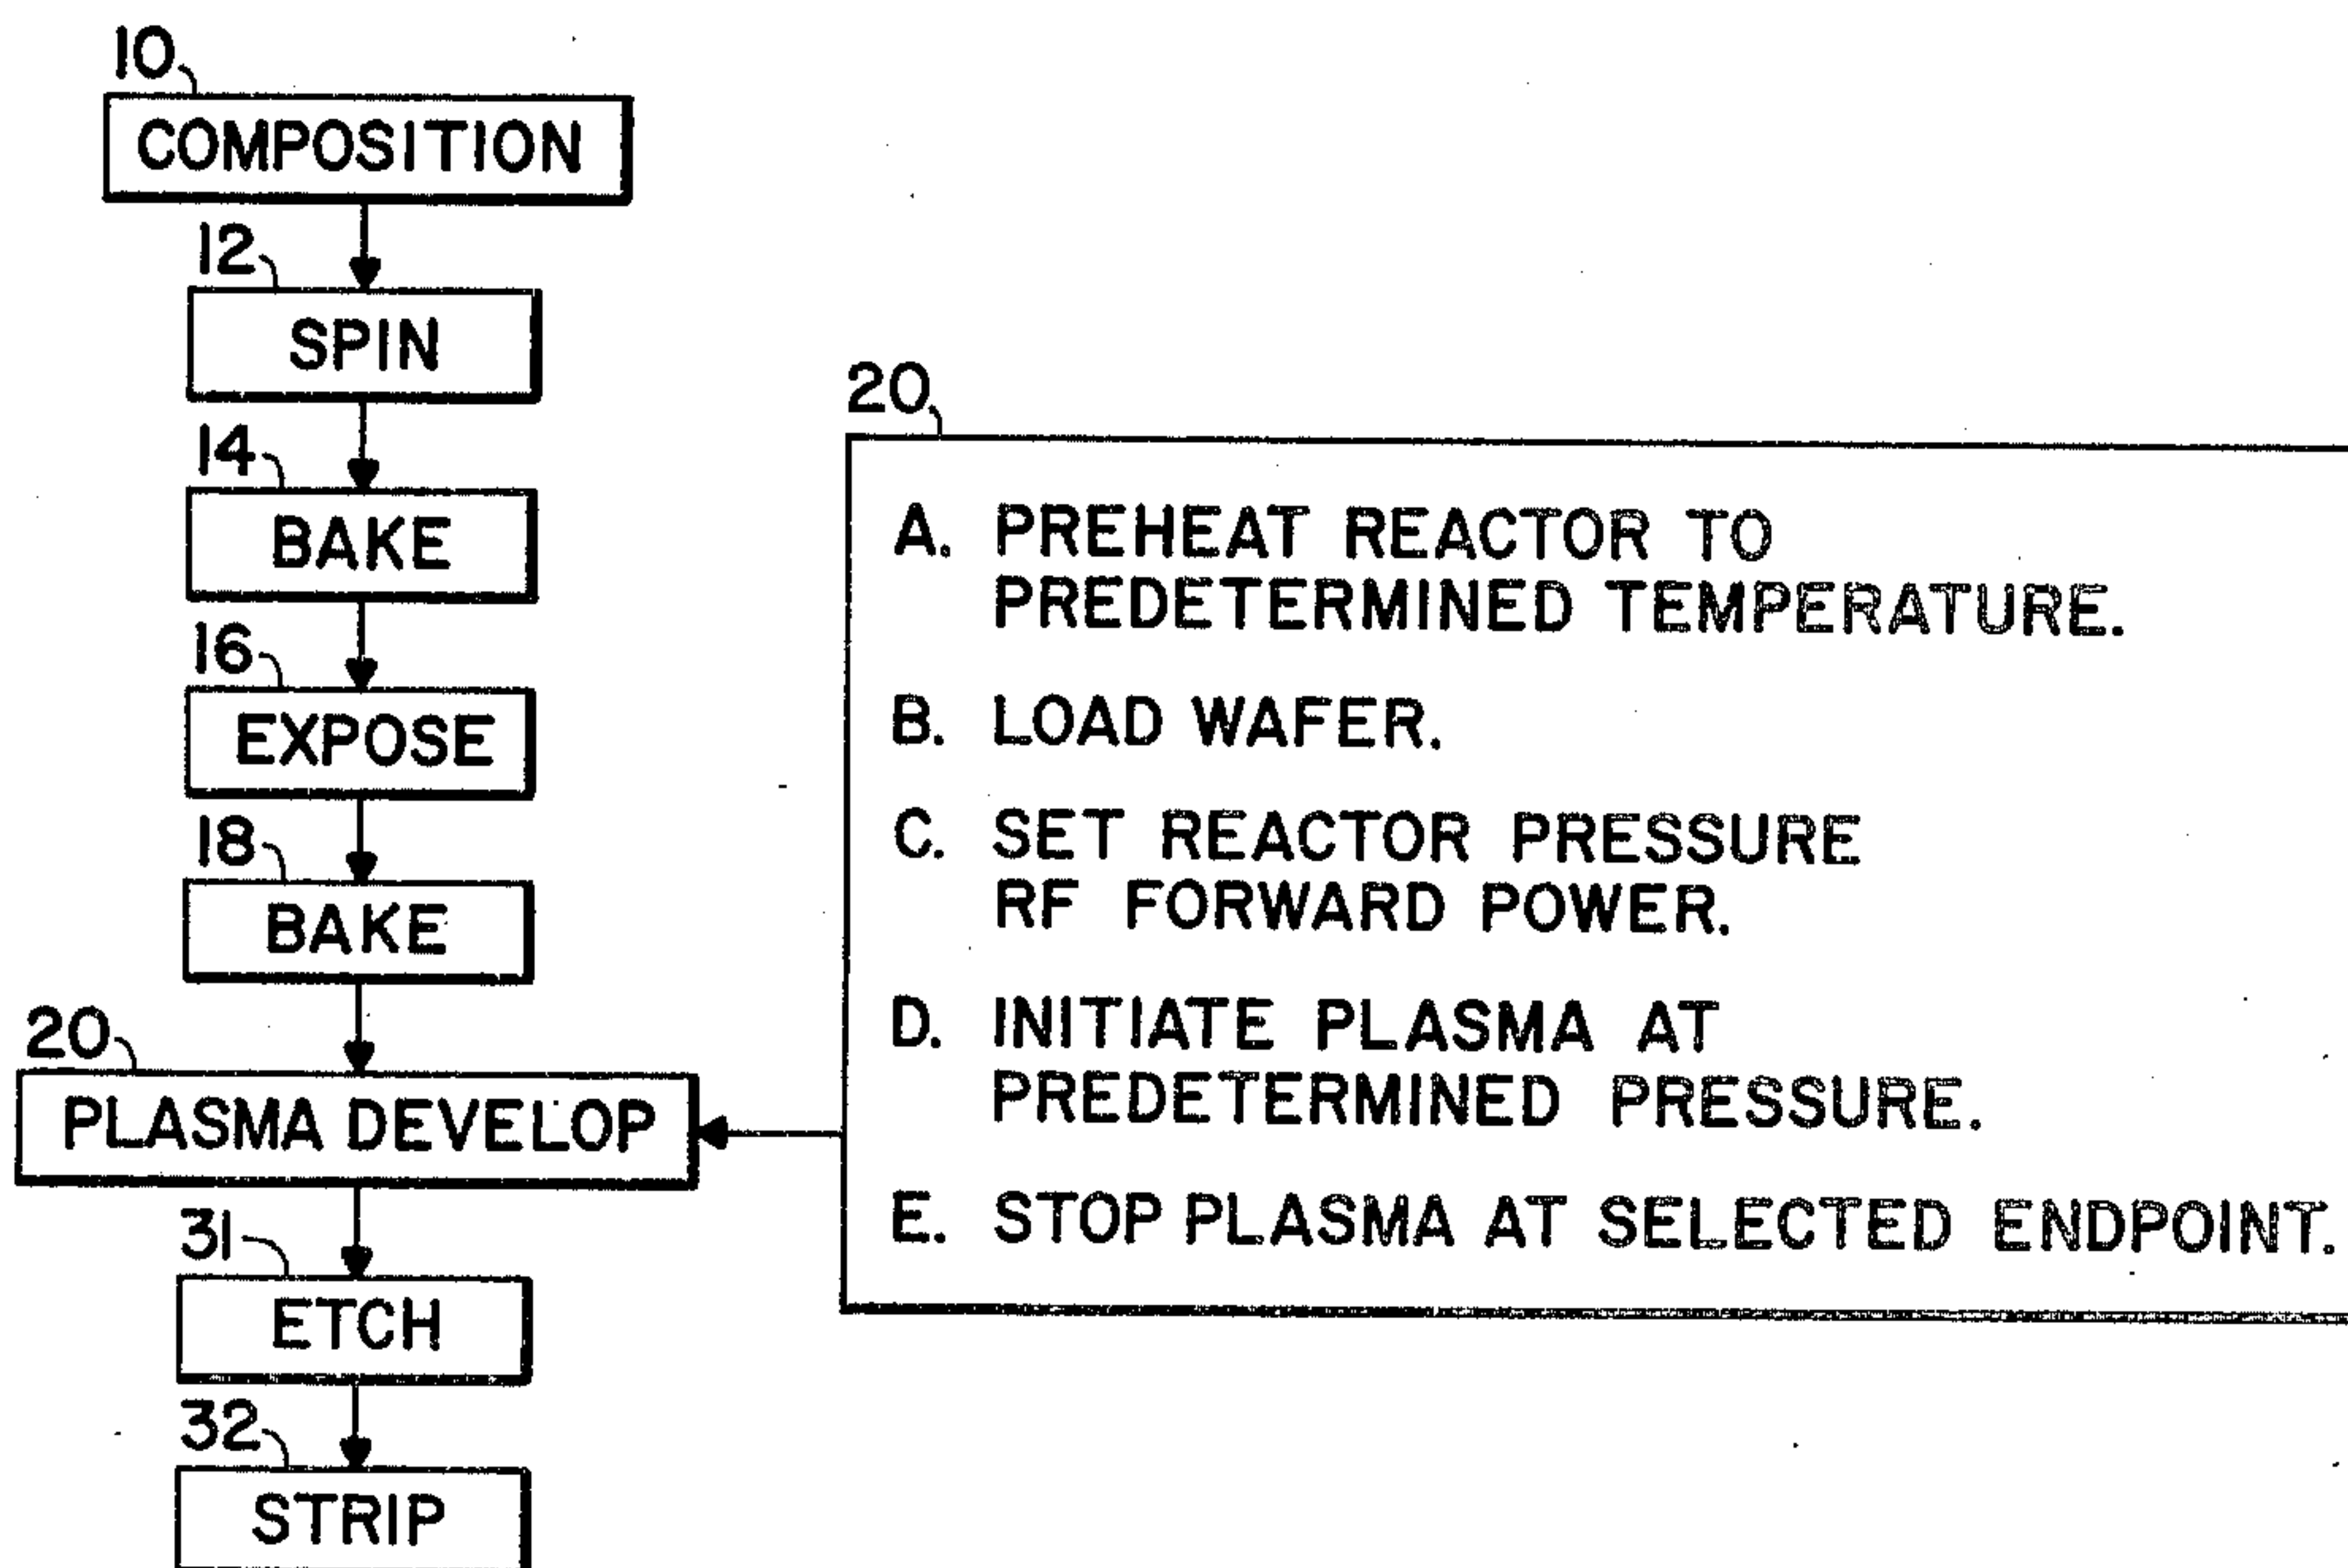 10
COMPOSITION
12
SPIN
14
BAKE
16
EXPOSE
18
BAKE
20
PLASMA DEVELOP
31
ETCH
32
STRIP
20
A. PREHEAT REACTOR TO
PREDETERMINED TEMPERATURE.
B. LOAD WAFER.
C. SET REACTOR PRESSURE
RF FORWARD POWER.
D. INITIATE PLASMA AT
PREDETERMINED PRESSURE.
E. STOP PLASMA AT SELECTED ENDPOINT.